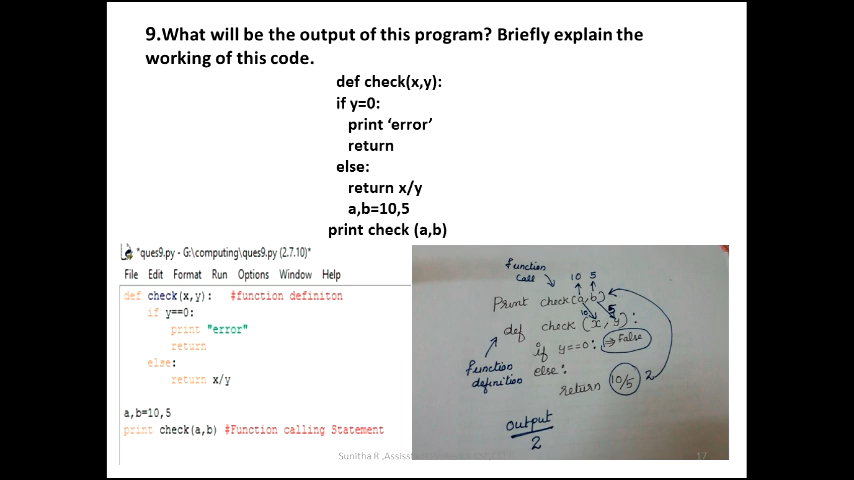 9.What will be the output of this program? Briefly explain the
working of this code.
def check(x,y):
if y=0:
print ‘error’
return
else:
return x/y
a,b=10,5
print check (a,b)
*ques9.py - G:\computing\ques9.py (2.7.10)*
File Edit Format Run Options Window Help
def check(x,y): #function definiton
if y==0:
print "error"
return
else:
return x/y
a,b=10,5
print check(a,b) #Function calling Statement
function
call
10 5
Print check(a,b)
10 5
def check (x, y):
if y==0: ⇒ False
function
definition
else:
return 10/5 2
output
2
Sunitha R ,Assisstant
17